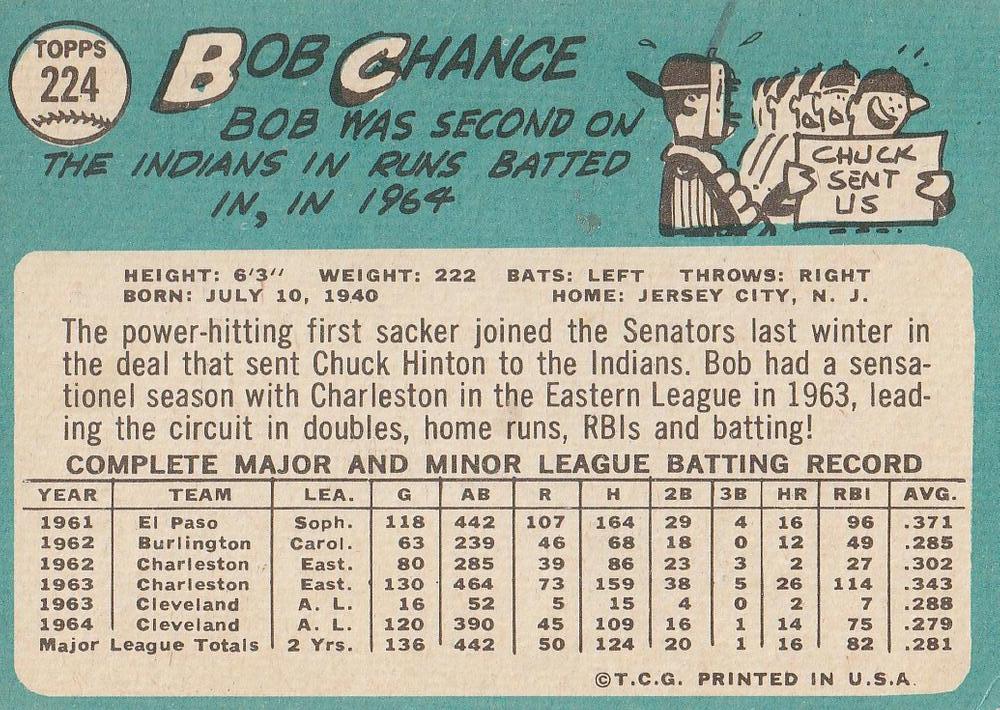 TOPPS
224
BOB CHANCE
BOB WAS SECOND ON
THE INDIANS IN RUNS BATTED
IN, IN 1964
CHUCK
SENT
US
HEIGHT: 6'3" WEIGHT: 222 BATS: LEFT THROWS: RIGHT
BORN: JULY 10, 1940 HOME: JERSEY CITY, N. J.
The power-hitting first sacker joined the Senators last winter in
the deal that sent Chuck Hinton to the Indians. Bob had a sensa-
tionel season with Charleston in the Eastern League in 1963, lead-
ing the circuit in doubles, home runs, RBIs and batting!
COMPLETE MAJOR AND MINOR LEAGUE BATTING RECORD
YEAR TEAM LEA. G AB R H 2B 3B HR RBI AVG.
1961 El Paso Soph. 118 442 107 164 29 4 16 96 .371
1962 Burlington Carol. 63 239 46 68 18 0 12 49 .285
1962 Charleston East. 80 285 39 86 23 3 2 27 .302
1963 Charleston East. 130 464 73 159 38 5 26 114 .343
1963 Cleveland A. L. 16 52 5 15 4 0 2 7 .288
1964 Cleveland A. L. 120 390 45 109 16 1 14 75 .279
Major League Totals 2 Yrs. 136 442 50 124 20 1 16 82 .281
©T.C.G. PRINTED IN U.S.A.